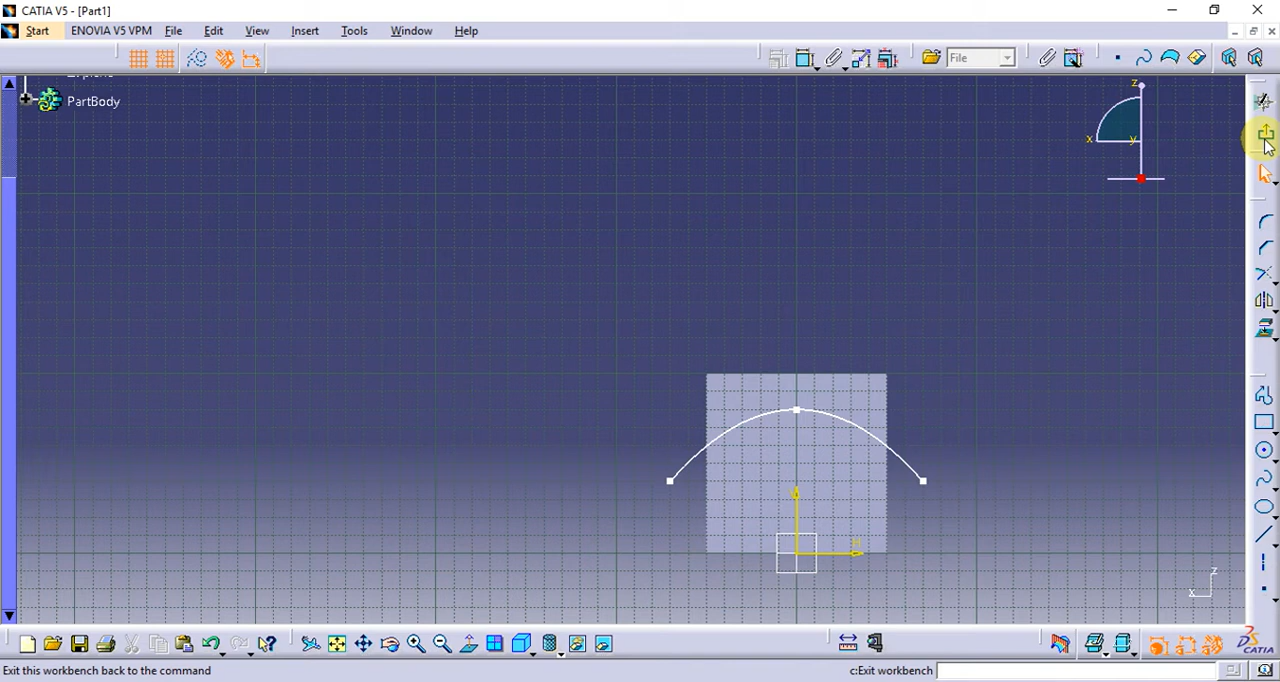 CATIA V5 - [Part1]
Start ENOVIA V5 VPM File Edit View Insert Tools Window Help
File
PartBody
z
x
y
H
z
x
CATIA
Exit this workbench back to the command
c:Exit workbench